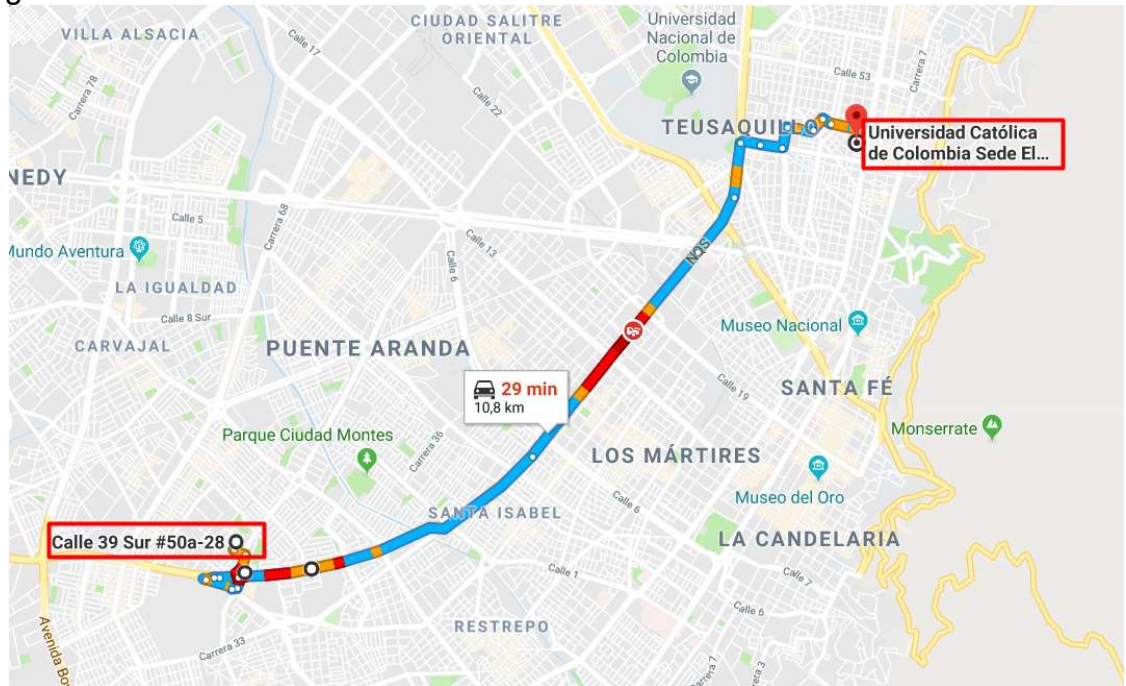 CIUDAD SALITRE
ORIENTAL
Universidad
Nacional de
Colombia
VILLA ALSACIA
Calle 17
Carrera 7
Carrera 78
Calle 53
Calle 22
TEUSAQUILLO
Universidad Católica
de Colombia Sede El...
NEDY
Carrera 68
Calle 5
Calle 13
Mundo Aventura
Calle 6
NQS
LA IGUALDAD
Calle 8 Sur
Museo Nacional
CARVAJAL
PUENTE ARANDA
29 min
10,8 km
Calle 19
SANTA FÉ
Parque Ciudad Montes
Carrera 36
Monserrate
LOS MÁRTIRES
Museo del Oro
Calle 6
SANTA ISABEL
Calle 39 Sur #50a-28
LA CANDELARIA
Calle 1
Calle 7
Calle 6
RESTREPO
Carrera 33
Avenida Bo
Carrera 7
Carrera 3